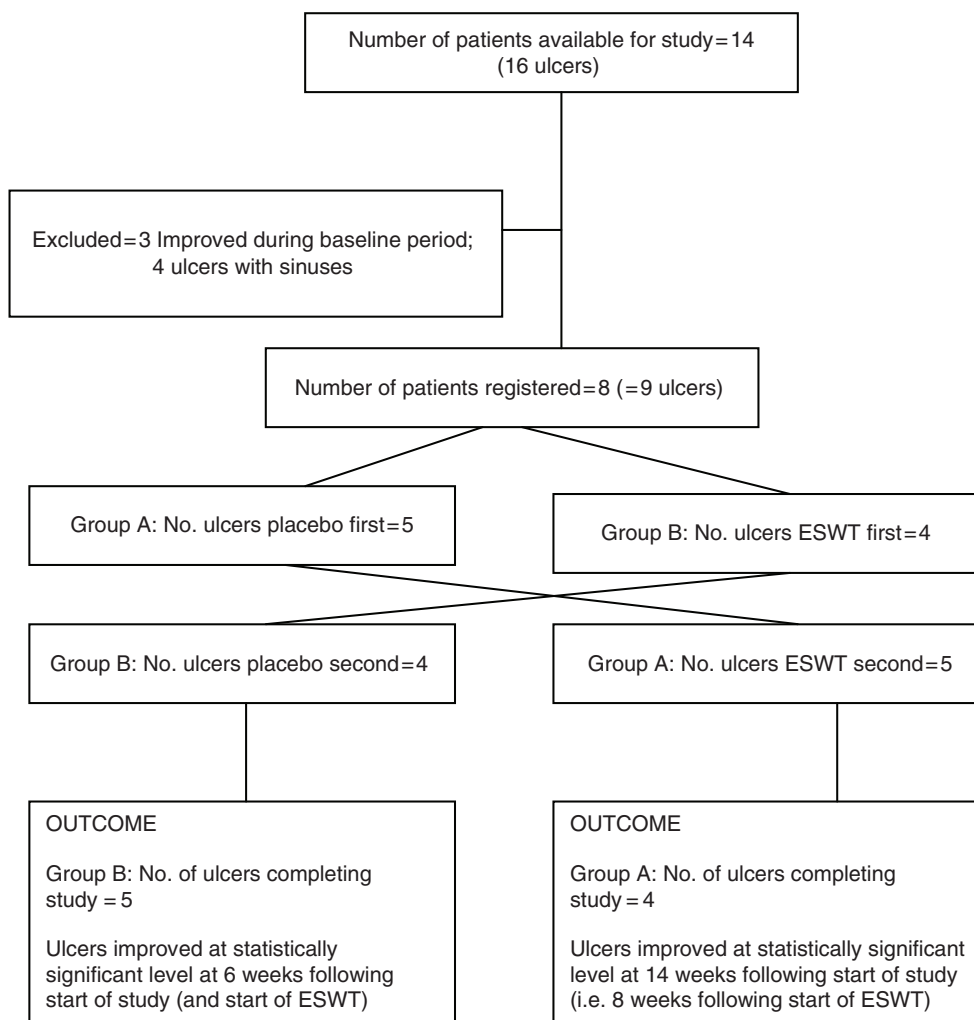 Number of patients available for study=14
(16 ulcers)
Excluded=3 Improved during baseline period;
4 ulcers with sinuses
Number of patients registered=8 (=9 ulcers)
Group A: No. ulcers placebo first=5
Group B: No. ulcers ESWT first=4
Group B: No. ulcers placebo second=4
Group A: No. ulcers ESWT second=5
OUTCOME
Group B: No. of ulcers completing
study=5
Ulcers improved at statistically
significant level at 6 weeks following
start of study (and start of ESWT)
OUTCOME
Group A: No. of ulcers completing
study=4
Ulcers improved at statistically significant
level at 14 weeks following start of study
(i.e. 8 weeks following start of ESWT)